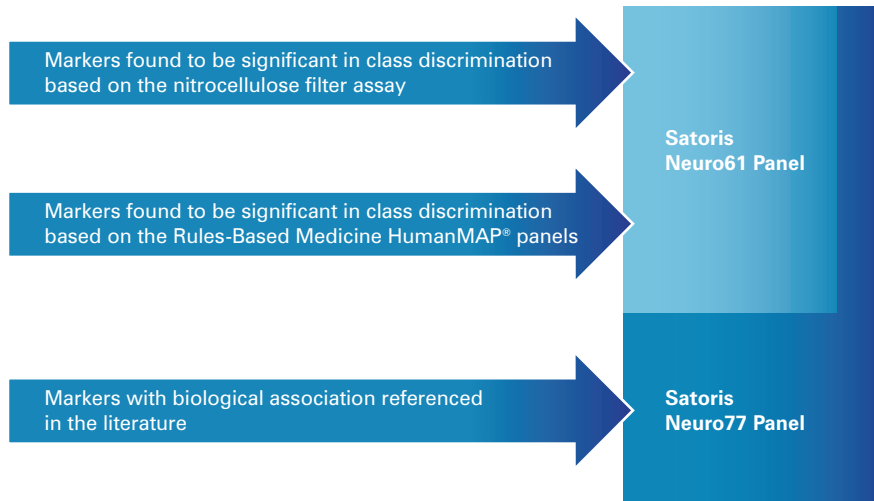 Markers found to be significant in class discrimination
based on the nitrocellulose filter assay
Satoris
Neuro61 Panel
Markers found to be significant in class discrimination
based on the Rules-Based Medicine HumanMAP® panels
Markers with biological association referenced
in the literature
Satoris
Neuro77 Panel